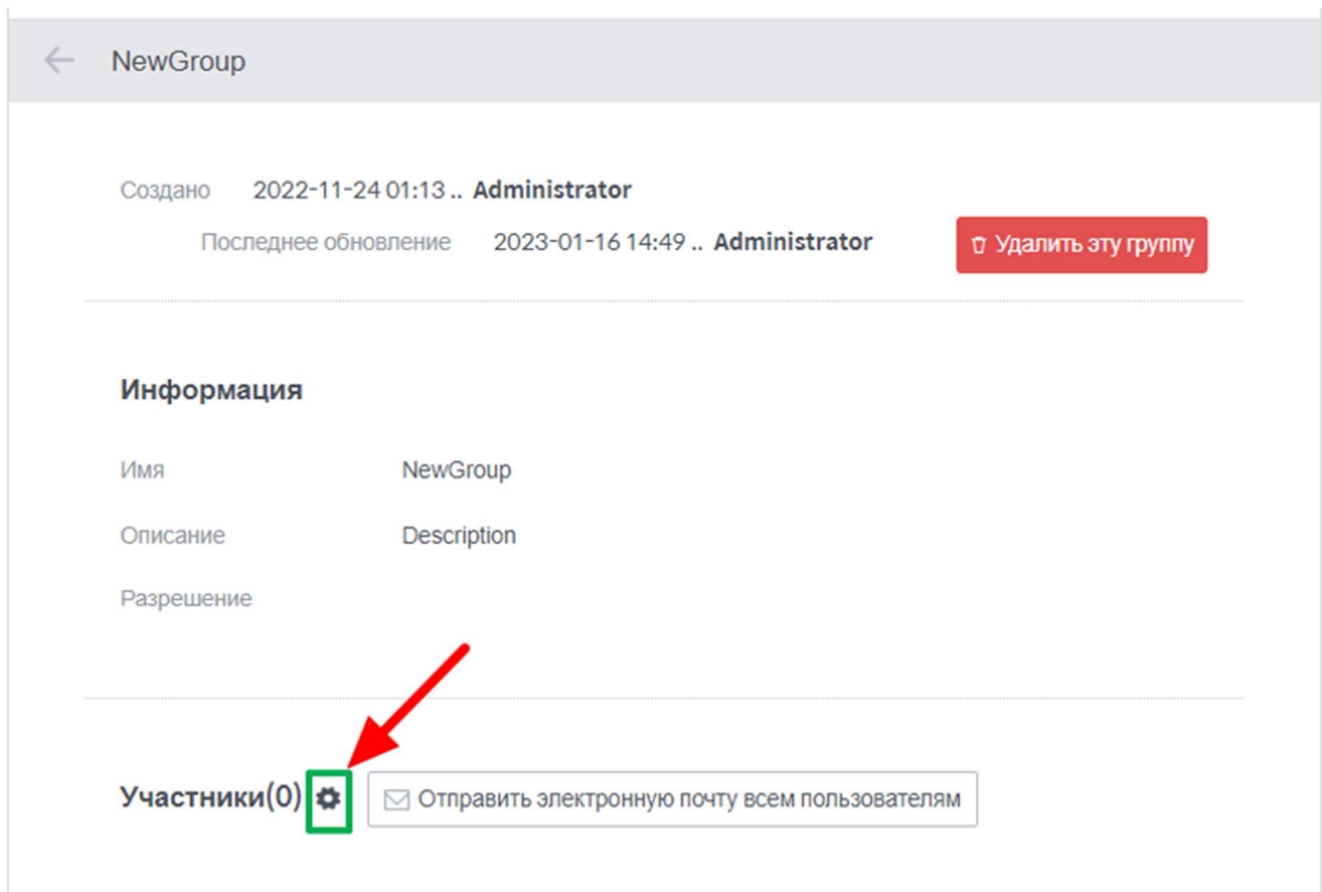 NewGroup
Создано 2022-11-24 01:13 .. Administrator
Последнее обновление 2023-01-16 14:49 .. Administrator
Удалить эту группу
Информация
Имя NewGroup
Описание Description
Разрешение
Участники(0) Отправить электронную почту всем пользователям